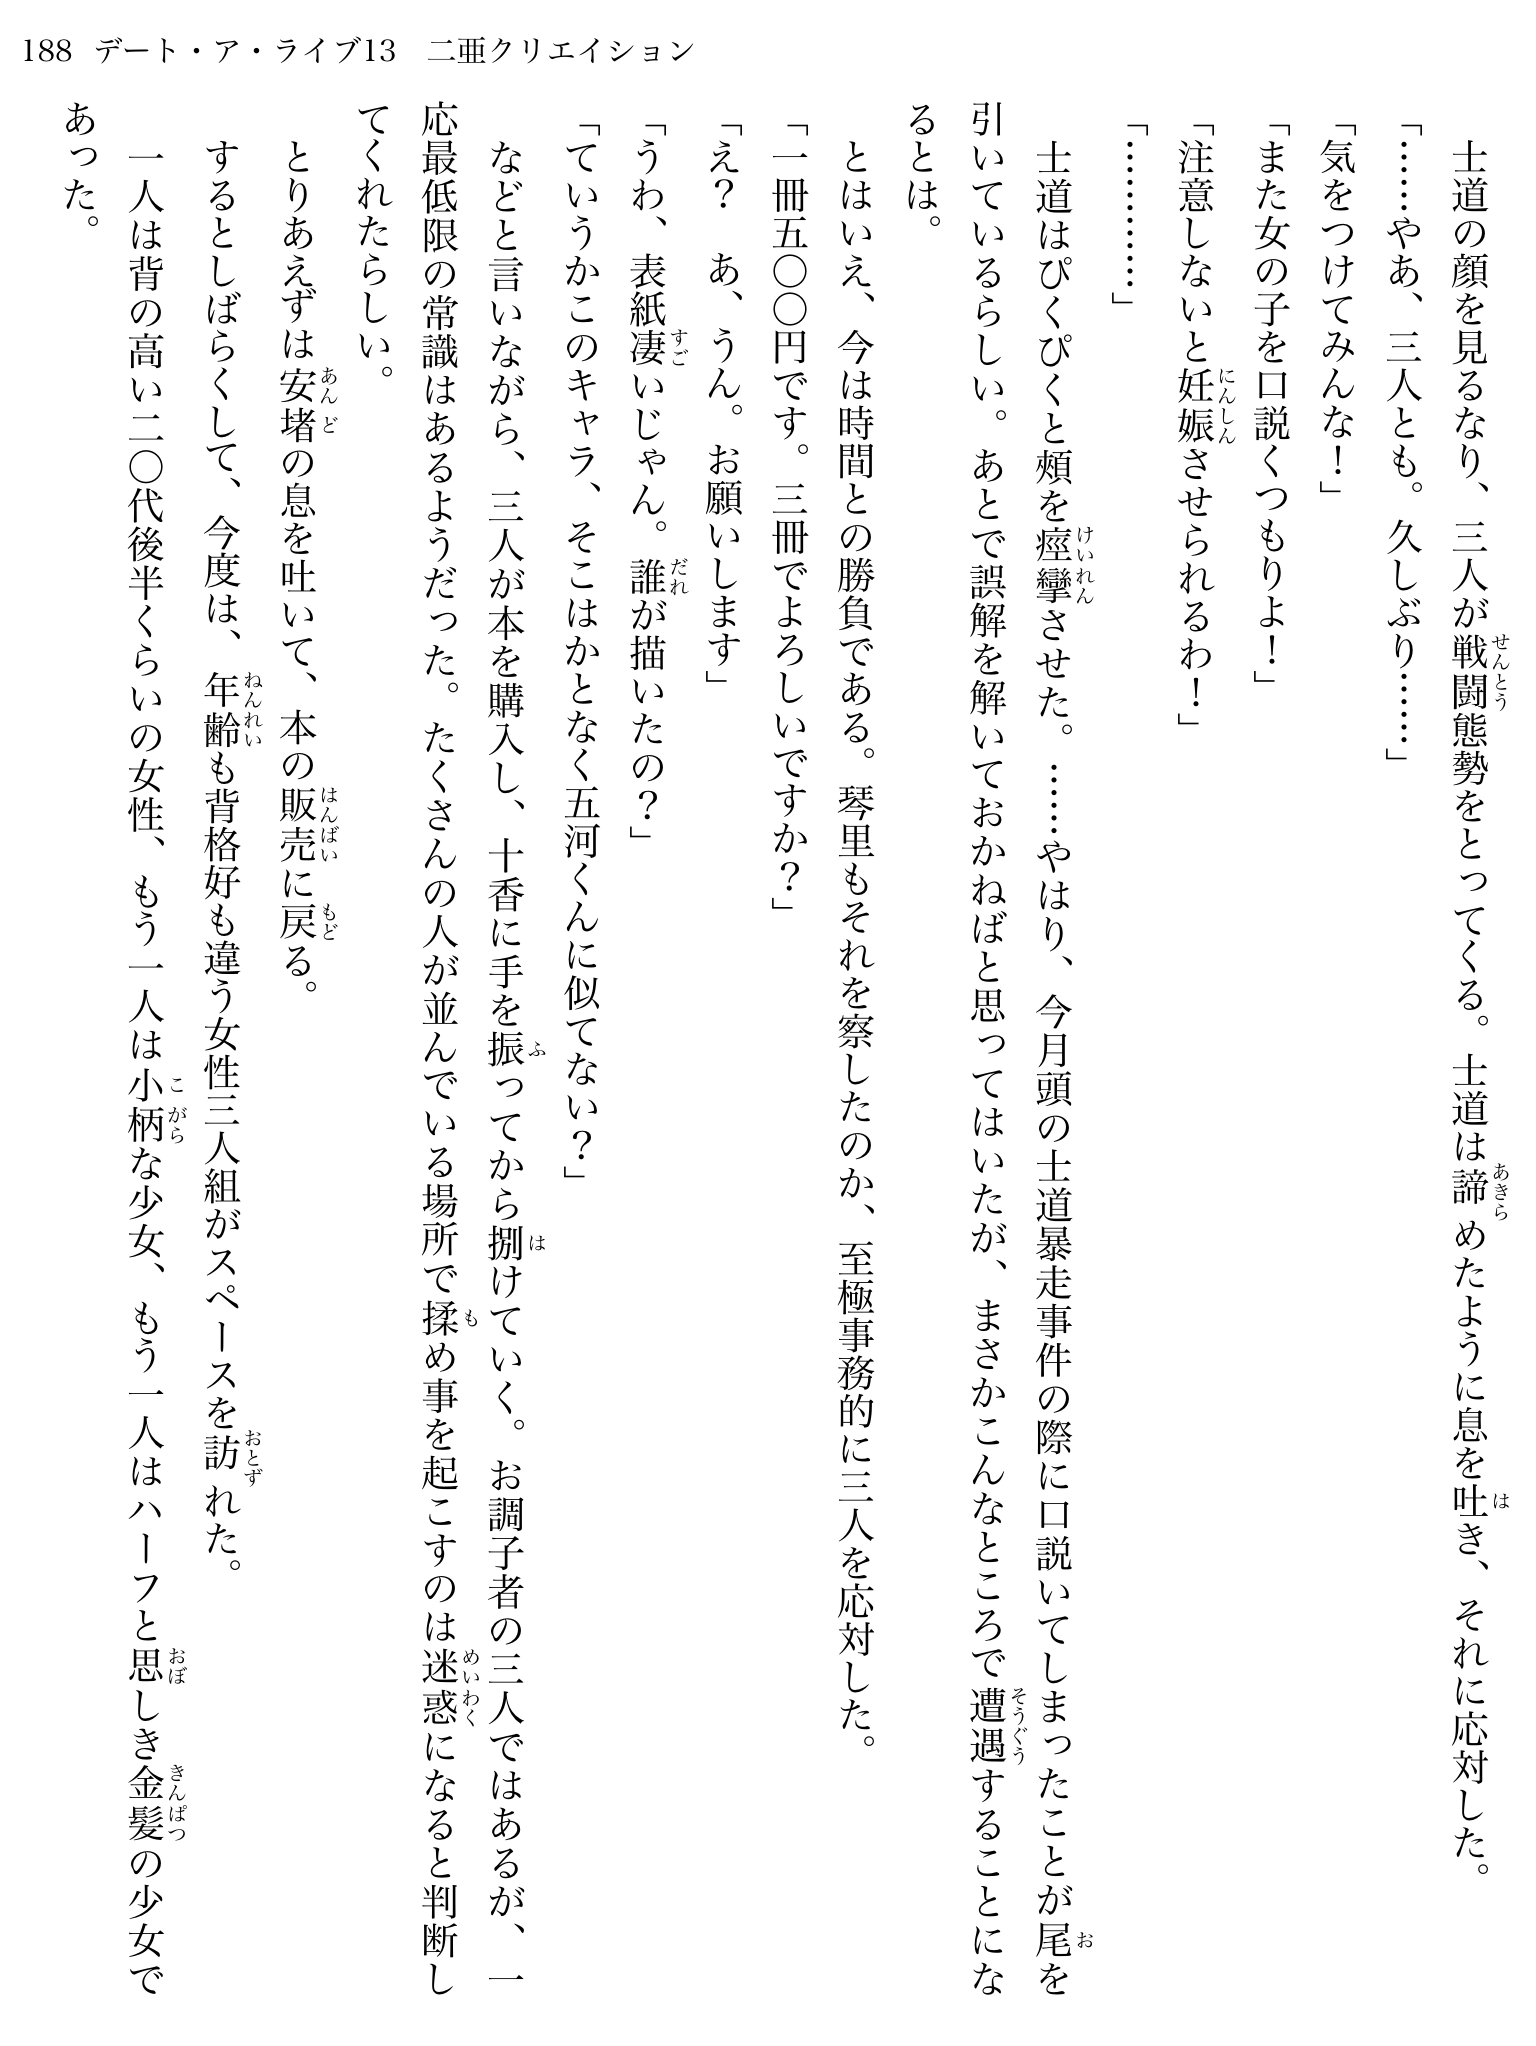 188 デート・ア・ライブ13　二亜クリエイション
　士道の顔を見るなり、三人が戦闘態勢をとってくる。士道は諦めたように息を吐き、それに応対した。
「……やあ、三人とも。久しぶり……」
「気をつけてみんな！」
「また女の子を口説くつもりよ！」
「注意しないと妊娠させられるわ！」
「…………」
　士道はぴくぴくと頰を痙攣させた。……やはり、今月頭の士道暴走事件の際に口説いてしまったことが尾を
引いているらしい。あとで誤解を解いておかねばと思ってはいたが、まさかこんなところで遭遇することにな
るとは。
　とはいえ、今は時間との勝負である。琴里もそれを察したのか、至極事務的に三人を応対した。
「一冊五〇〇円です。三冊でよろしいですか？」
「え？　あ、うん。お願いします」
「うわ、表紙凄いじゃん。誰が描いたの？」
「ていうかこのキャラ、そこはかとなく五河くんに似てない？」
　などと言いながら、三人が本を購入し、十香に手を振ってから捌けていく。お調子者の三人ではあるが、一
応最低限の常識はあるようだった。たくさんの人が並んでいる場所で揉め事を起こすのは迷惑になると判断し
てくれたらしい。
　とりあえずは安堵の息を吐いて、本の販売に戻る。
　するとしばらくして、今度は、年齢も背格好も違う女性三人組がスペースを訪れた。
　一人は背の高い二〇代後半くらいの女性、もう一人は小柄な少女、もう一人はハーフと思しき金髪の少女で
あった。